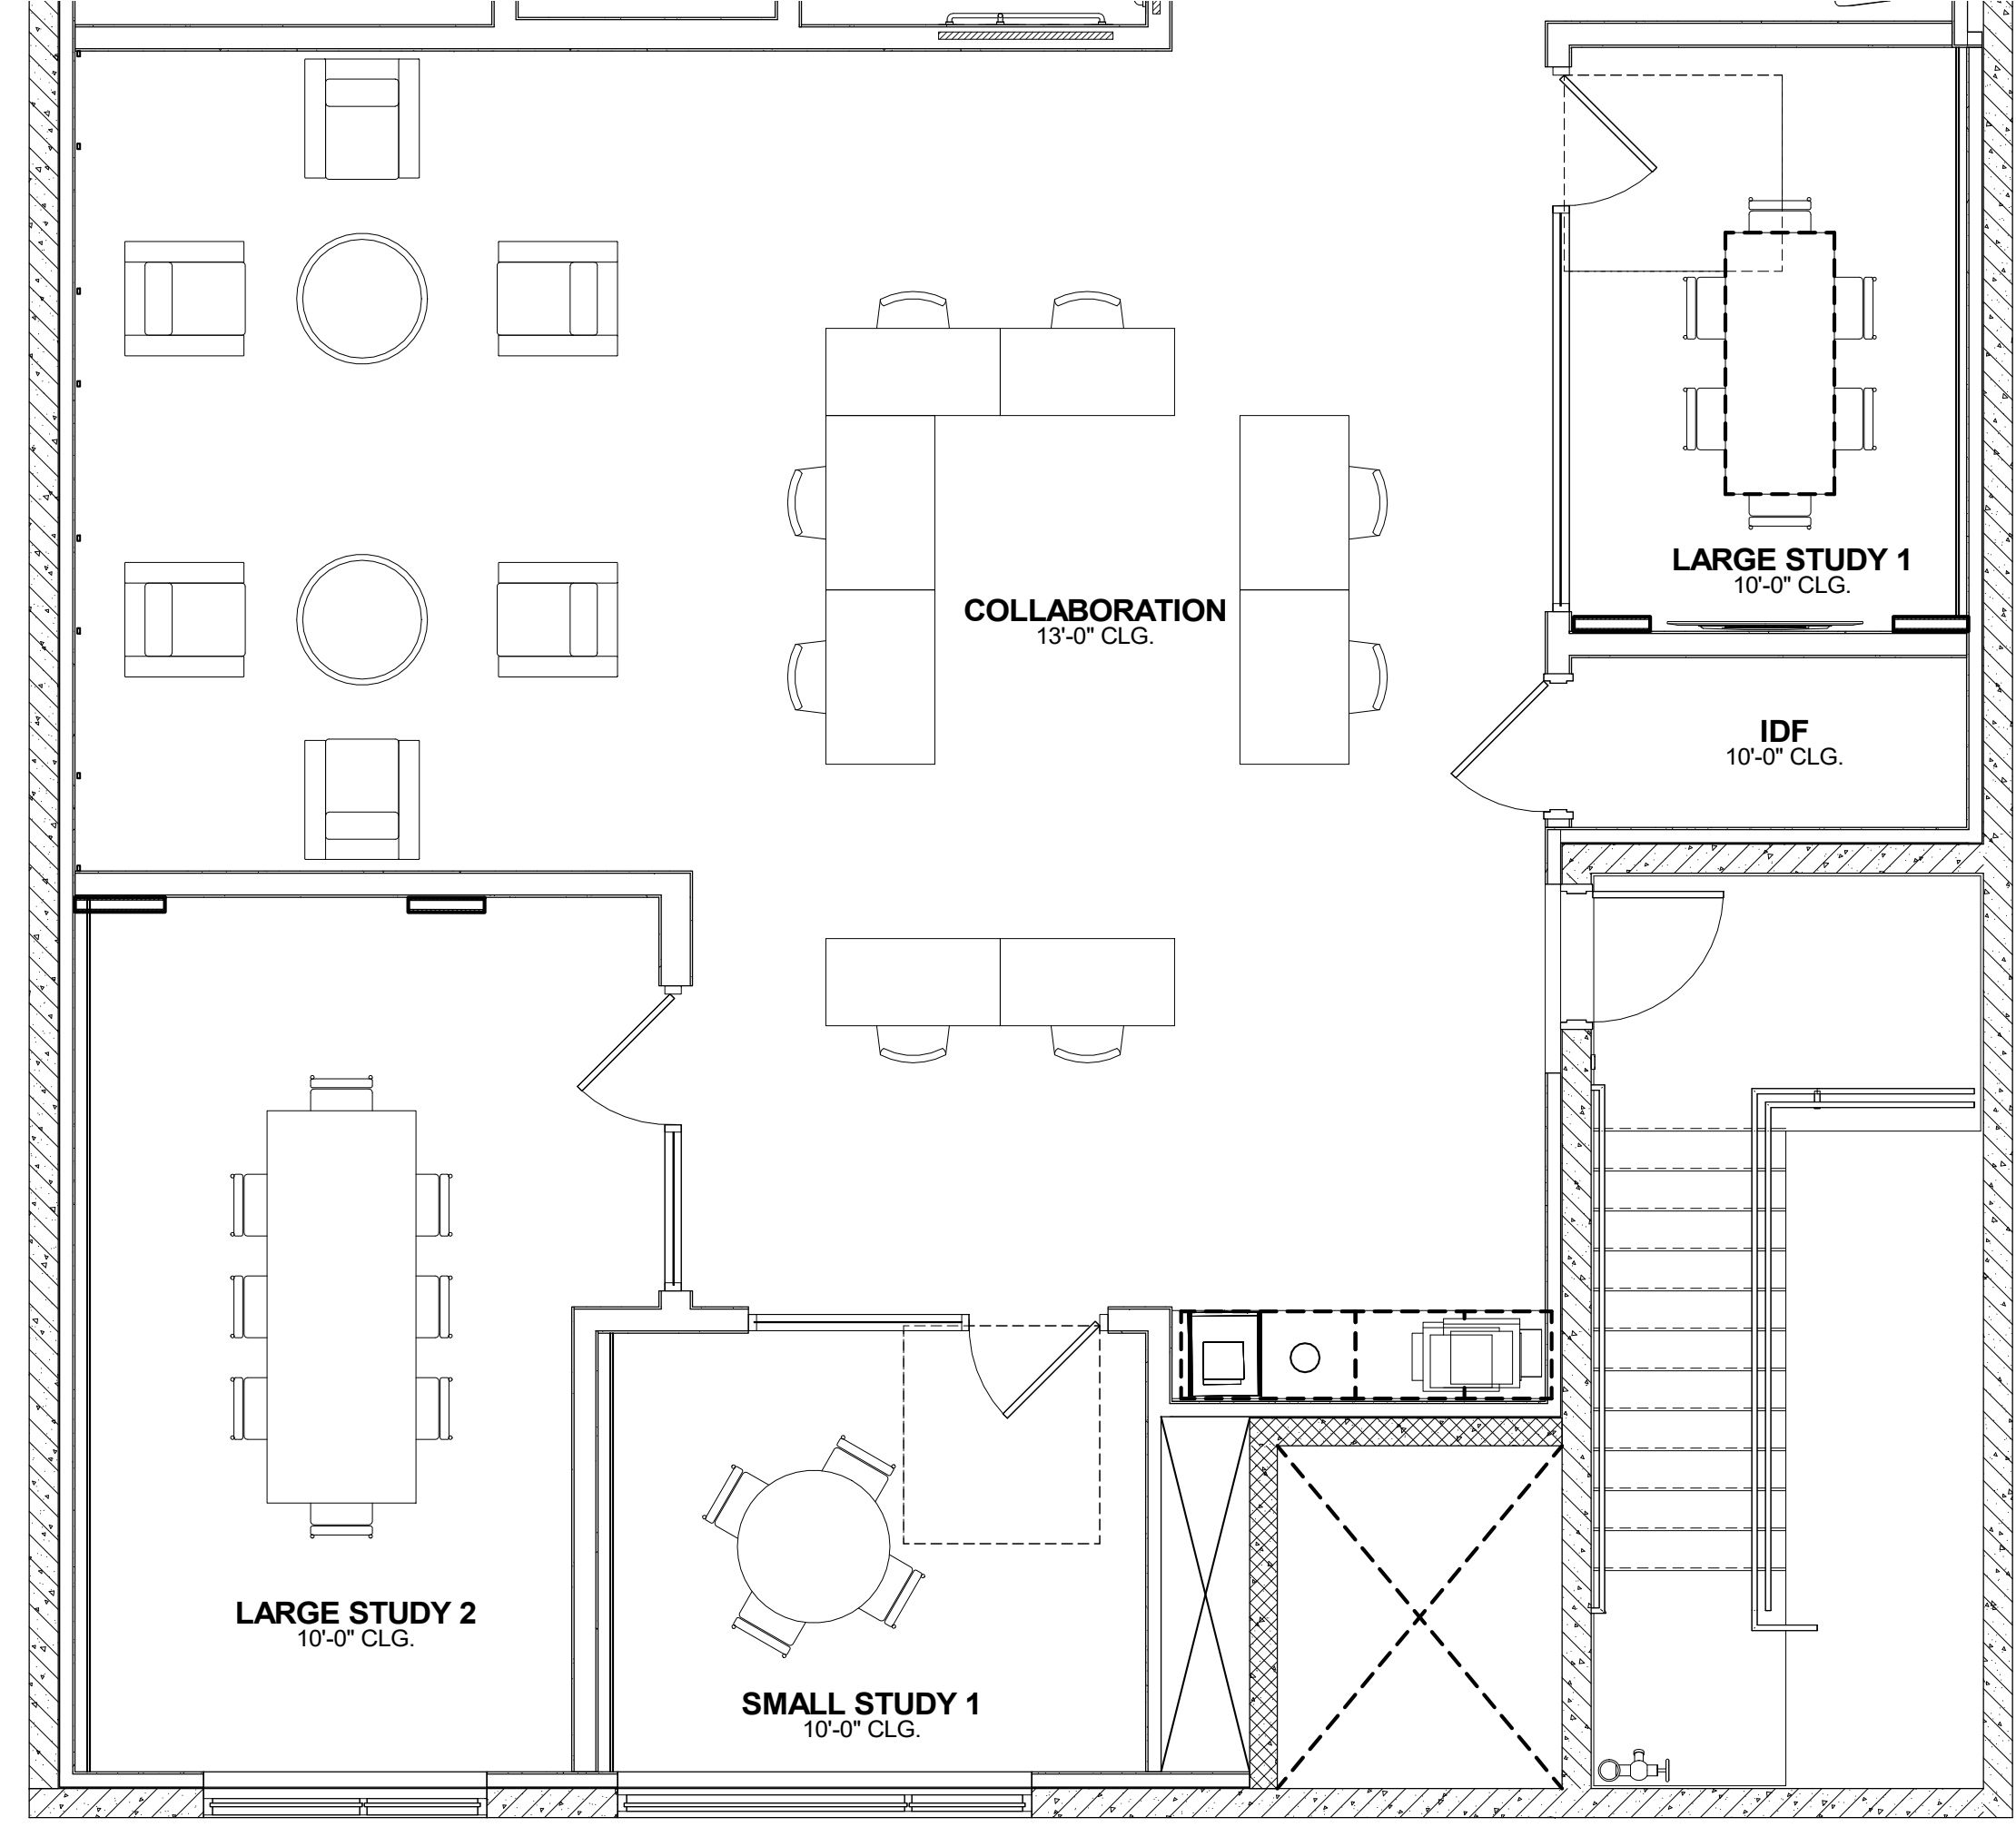 LARGE STUDY 1
10'-0" CLG.
COLLABORATION
13'-0" CLG.
IDF
10'-0" CLG.
LARGE STUDY 2
10'-0" CLG.
SMALL STUDY 1
10'-0" CLG.